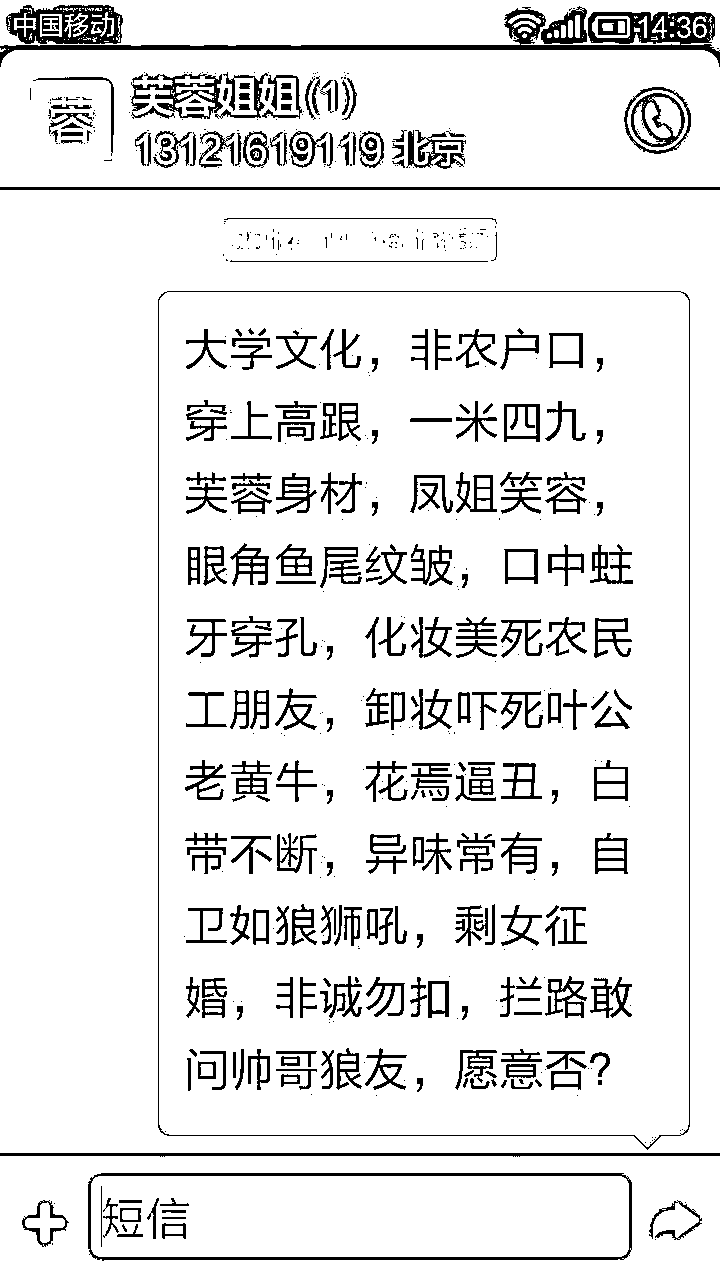 中国移动 14:36
蓉
芙蓉姐姐(1)
13121619119 北京
大学文化，非农户口，
穿上高跟，一米四九，
芙蓉身材，凤姐笑容，
眼角鱼尾纹皱，口中蛀
牙穿孔，化妆美死农民
工朋友，卸妆吓死叶公
老黄牛，花焉逼丑，白
带不断，异味常有，自
卫如狼狮吼，剩女征
婚，非诚勿扣，拦路敢
问帅哥狼友，愿意否？
短信